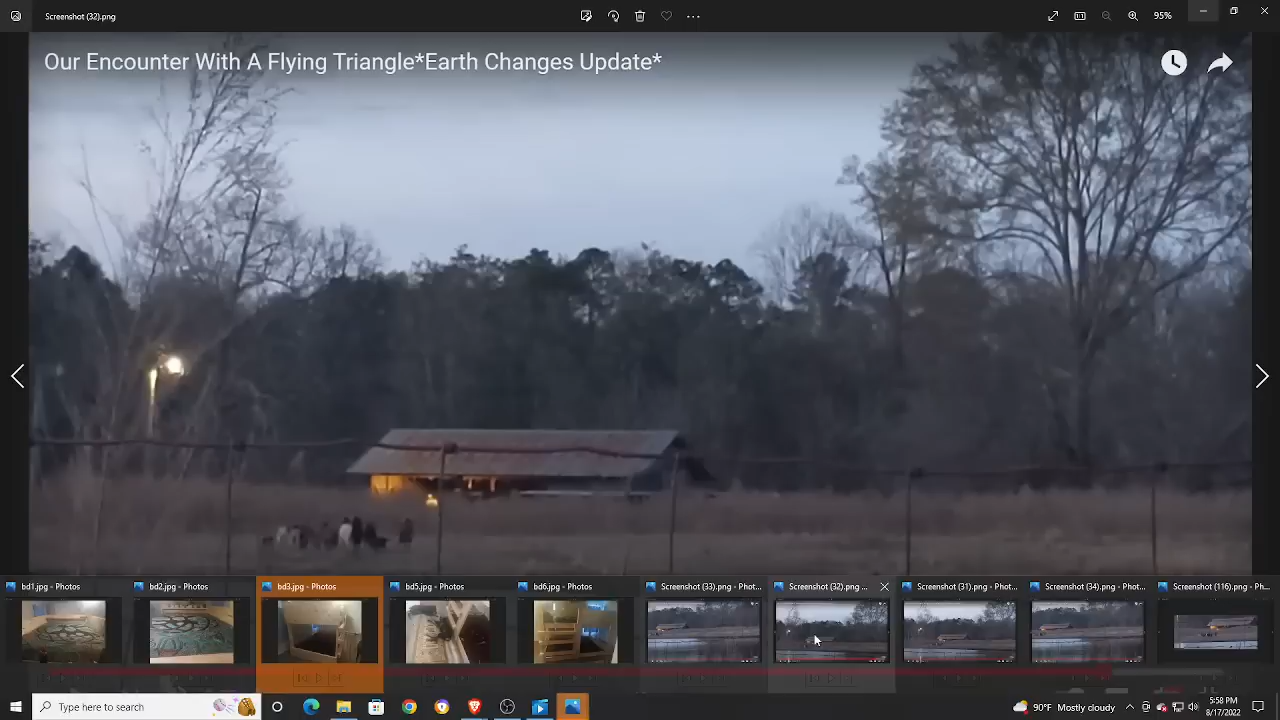 Screenshot (32).png
95%
Our Encounter With A Flying Triangle*Earth Changes Update*
bd1.jpg - Photos
bd2.jpg - Photos
bd3.jpg - Photos
bd5.jpg - Photos
bd6.jpg - Photos
Screenshot (33).png - Phot...
Screenshot (32).png ...
Screenshot (31).png - Phot...
Screenshot (34).png - Phot...
Screenshot (116).png - Ph...
Type here to search
90°F Mostly cloudy
5:58 PM
8/17/2022